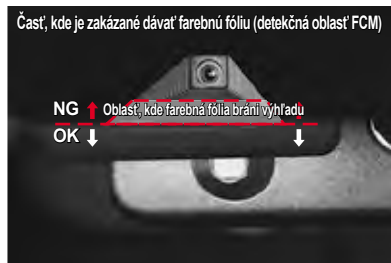 Časť, kde je zakázané dávať farebnú fóliu (detekčná oblasť FCM)
NG
Oblasť, kde farebná fólia bráni výhľadu
OK